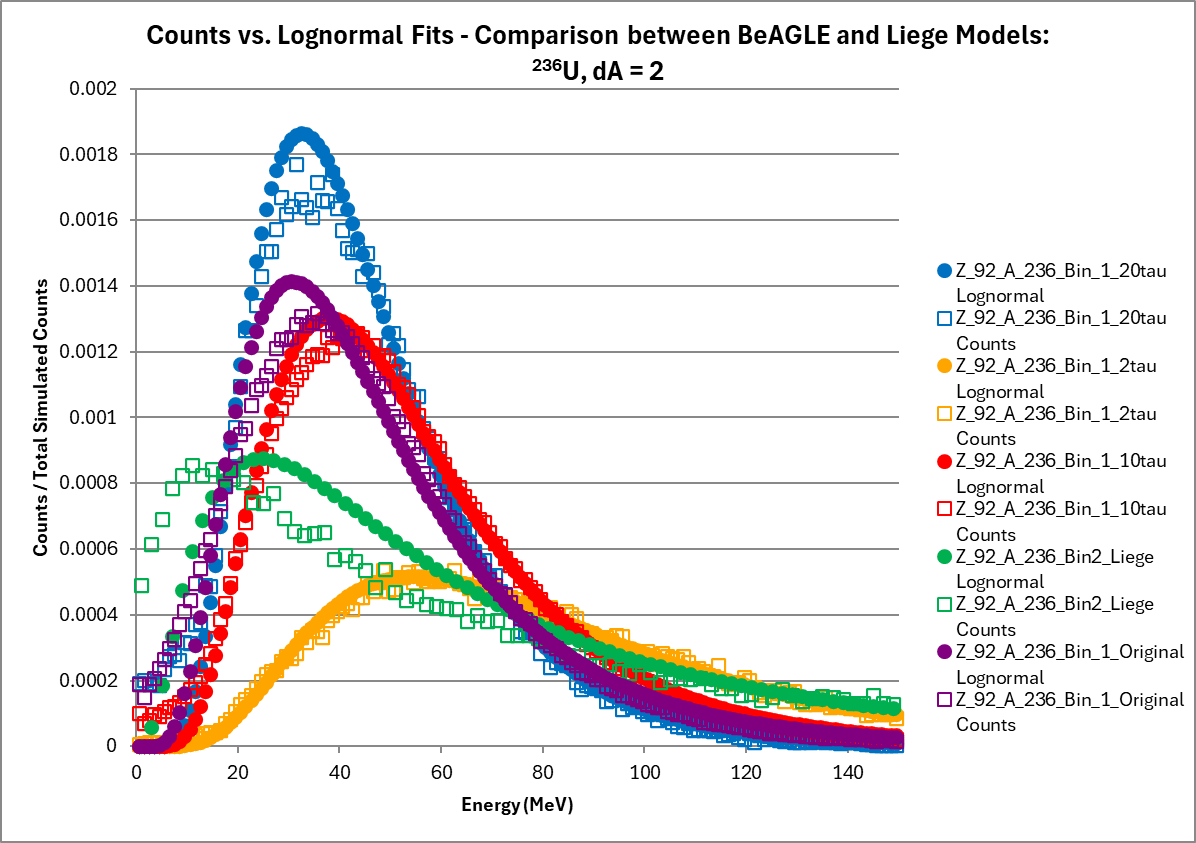 Counts vs. Lognormal Fits - Comparison between BeAGLE and Liege Models:
²³⁶U, dA = 2
0.002
0.0018
0.0016
0.0014
0.0012
0.001
0.0008
0.0006
0.0004
0.0002
0
Counts / Total Simulated Counts
0 20 40 60 80 100 120 140
Energy (MeV)
Z_92_A_236_Bin_1_20tau
Lognormal
Z_92_A_236_Bin_1_20tau
Counts
Z_92_A_236_Bin_1_2tau
Lognormal
Z_92_A_236_Bin_1_2tau
Counts
Z_92_A_236_Bin_1_10tau
Lognormal
Z_92_A_236_Bin_1_10tau
Counts
Z_92_A_236_Bin2_Liege
Lognormal
Z_92_A_236_Bin2_Liege
Counts
Z_92_A_236_Bin_1_Original
Lognormal
Z_92_A_236_Bin_1_Original
Counts